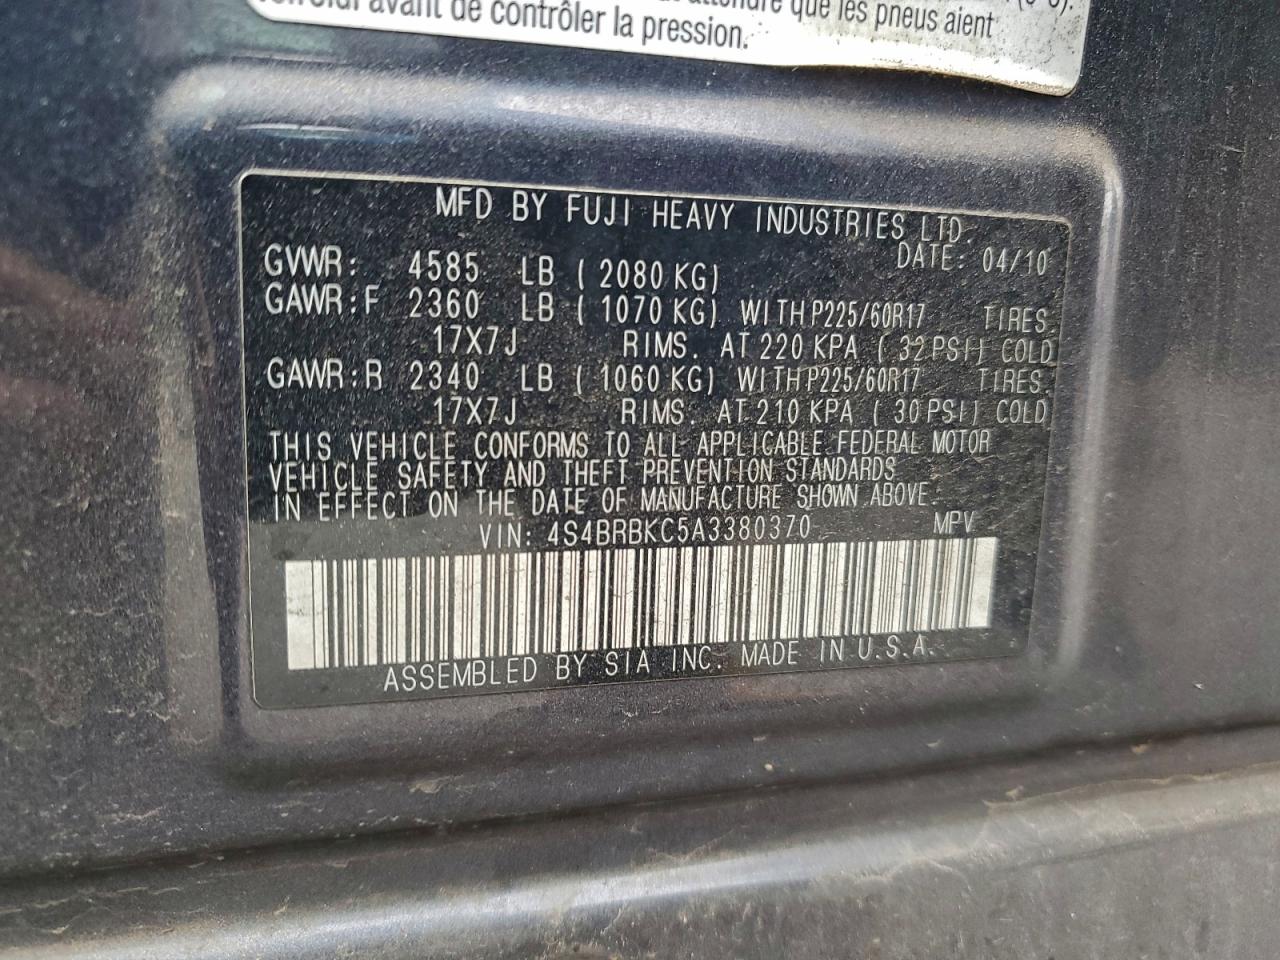 avant de contrôler la pression.
que les pneus aient
MFD BY FUJI HEAVY INDUSTRIES LTD.
DATE: 04/10
GVWR: 4585 LB ( 2080 KG)
GAWR:F 2360 LB ( 1070 KG) WITH P225/60R17 TIRES
17X7J RIMS. AT 220 KPA ( 32 PSI) COLD
GAWR:R 2340 LB ( 1060 KG) WITH P225/60R17 TIRES
17X7J RIMS. AT 210 KPA ( 30 PSI) COLD
THIS VEHICLE CONFORMS TO ALL APPLICABLE FEDERAL MOTOR
VEHICLE SAFETY AND THEFT PREVENTION STANDARDS
IN EFFECT ON THE DATE OF MANUFACTURE SHOWN ABOVE.
VIN: 4S4BRBKC5A3380370 MPV
ASSEMBLED BY SIA INC. MADE IN U.S.A.